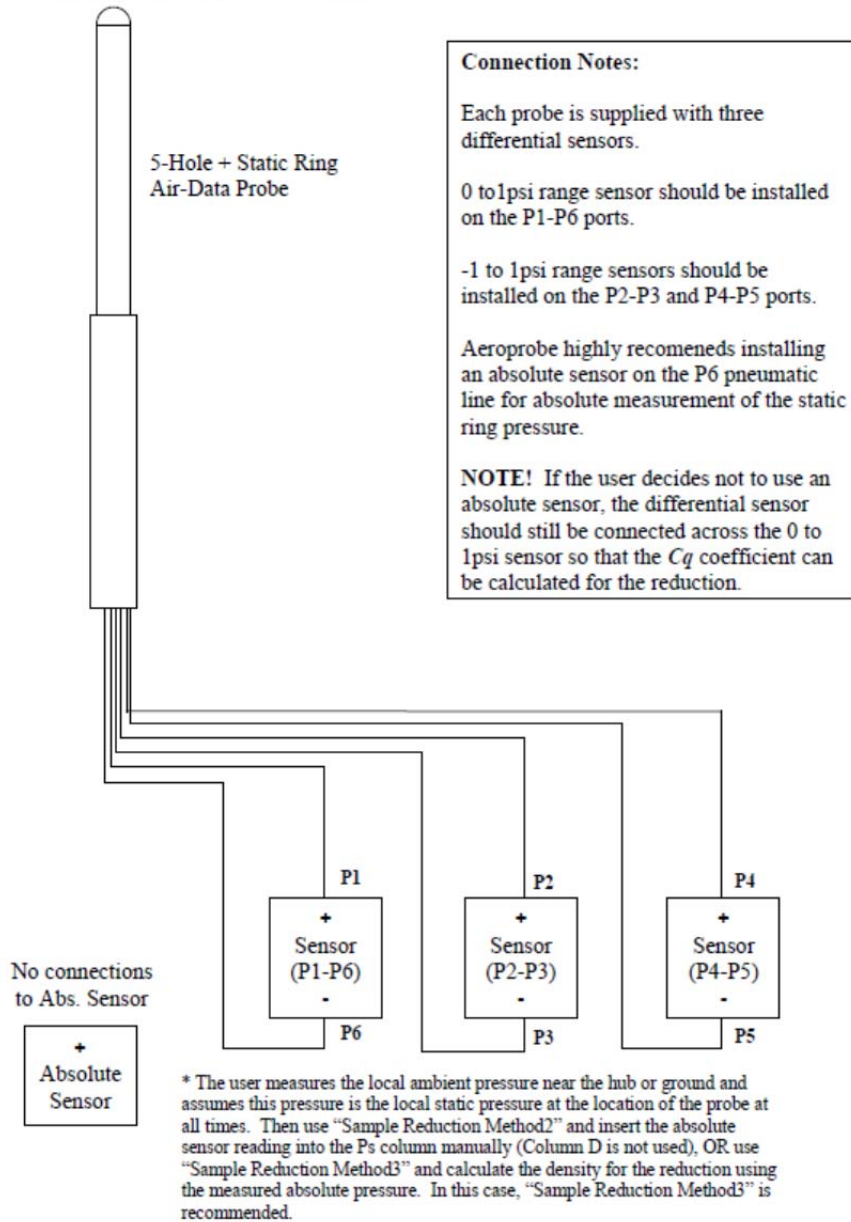 5-Hole + Static Ring
Air-Data Probe
Connection Notes:
Each probe is supplied with three
differential sensors.
0 to1psi range sensor should be installed
on the P1-P6 ports.
-1 to 1psi range sensors should be
installed on the P2-P3 and P4-P5 ports.
Aeroprobe highly recomeneds installing
an absolute sensor on the P6 pneumatic
line for absolute measurement of the static
ring pressure.
NOTE! If the user decides not to use an
absolute sensor, the differential sensor
should still be connected across the 0 to
1psi sensor so that the Cq coefficient can
be calculated for the reduction.
P1
+
Sensor
(P1-P6)
-
P6
P2
+
Sensor
(P2-P3)
-
P3
P4
+
Sensor
(P4-P5)
-
P5
No connections
to Abs. Sensor
+
Absolute
Sensor
* The user measures the local ambient pressure near the hub or ground and
assumes this pressure is the local static pressure at the location of the probe at
all times. Then use “Sample Reduction Method2” and insert the absolute
sensor reading into the Ps column manually (Column D is not used), OR use
“Sample Reduction Method3” and calculate the density for the reduction using
the measured absolute pressure. In this case, “Sample Reduction Method3” is
recommended.